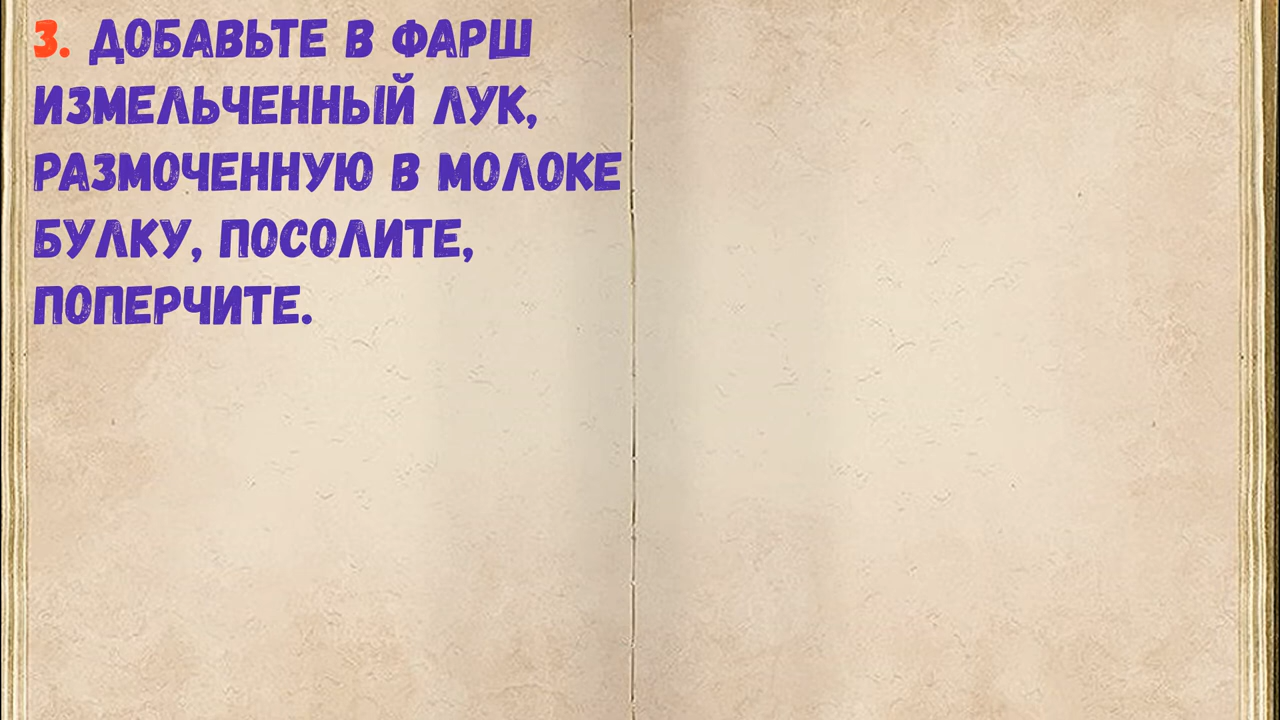 3. ДОБАВЬТЕ В ФАРШ
ИЗМЕЛЬЧЕННЫЙ ЛУК,
РАЗМОЧЕННУЮ В МОЛОКЕ
БУЛКУ, ПОСОЛИТЕ,
ПОПЕРЧИТЕ.